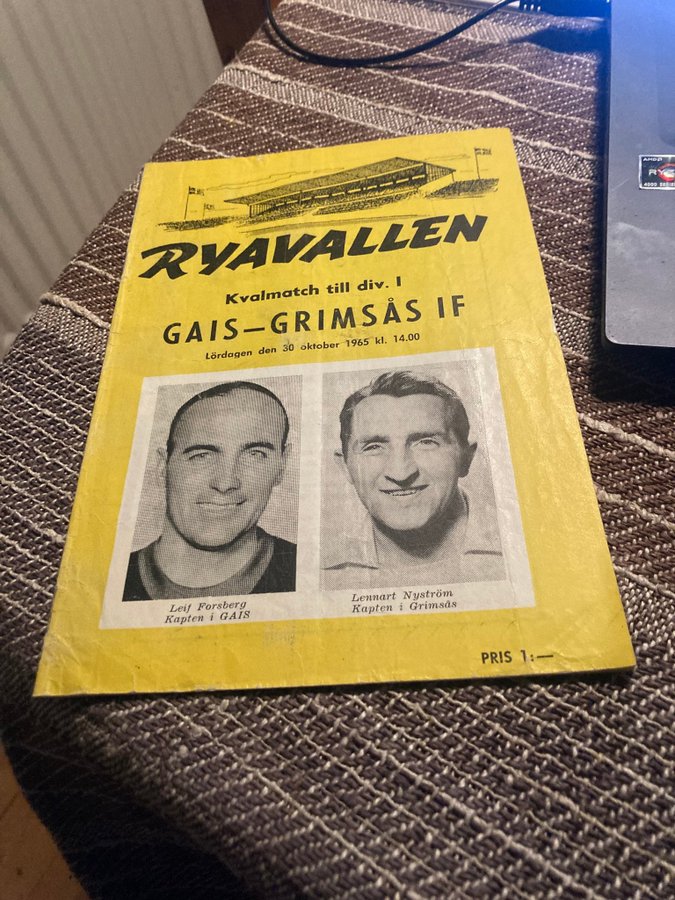 RYAVALLEN
Kvalmatch till div. I
GAIS—GRIMSÅS IF
Lördagen den 30 oktober 1965 kl. 14.00
Leif Forsberg
Kapten i GAIS
Lennart Nyström
Kapten i Grimsås
PRIS 1:—
AMD